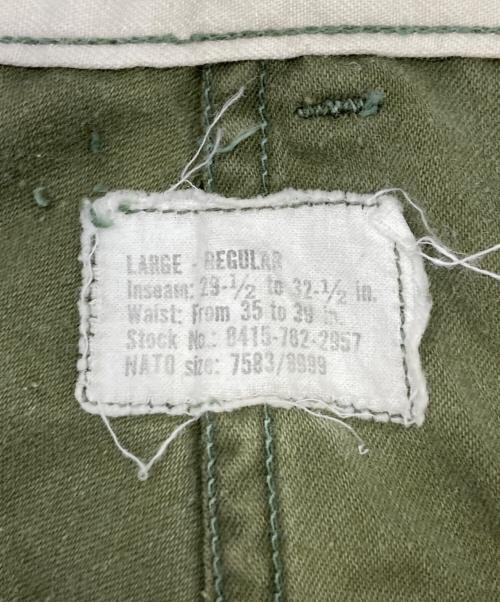 LARGE - REGULAR
Inseam: 29-1/2 to 32-1/2 in.
Waist: From 35 to 39 in.
Stock No.: 8415-782-2957
NATO size: 7583/8999